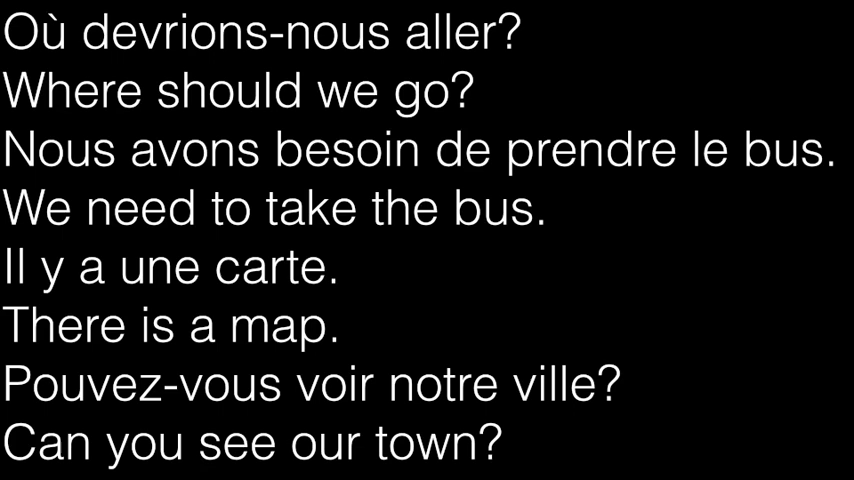 Où devrions-nous aller?
Where should we go?
Nous avons besoin de prendre le bus.
We need to take the bus.
Il y a une carte.
There is a map.
Pouvez-vous voir notre ville?
Can you see our town?